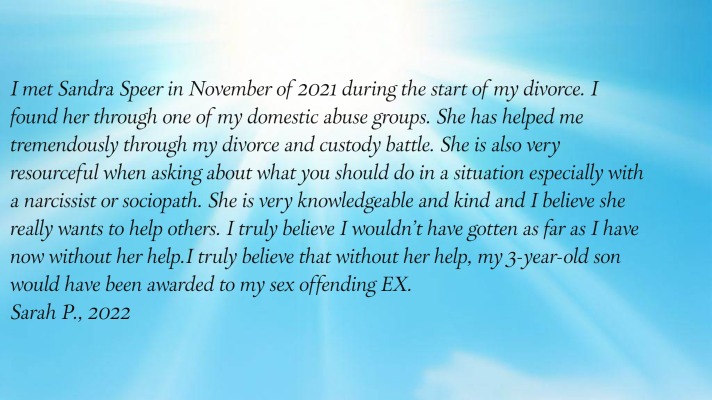 I met Sandra Speer in November of 2021 during the start of my divorce. I
found her through one of my domestic abuse groups. She has helped me
tremendously through my divorce and custody battle. She is also very
resourceful when asking about what you should do in a situation especially with
a narcissist or sociopath. She is very knowledgeable and kind and I believe she
really wants to help others. I truly believe I wouldn't have gotten as far as I have
now without her help.I truly believe that without her help, my 3-year-old son
would have been awarded to my sex offending EX.
Sarah P., 2022